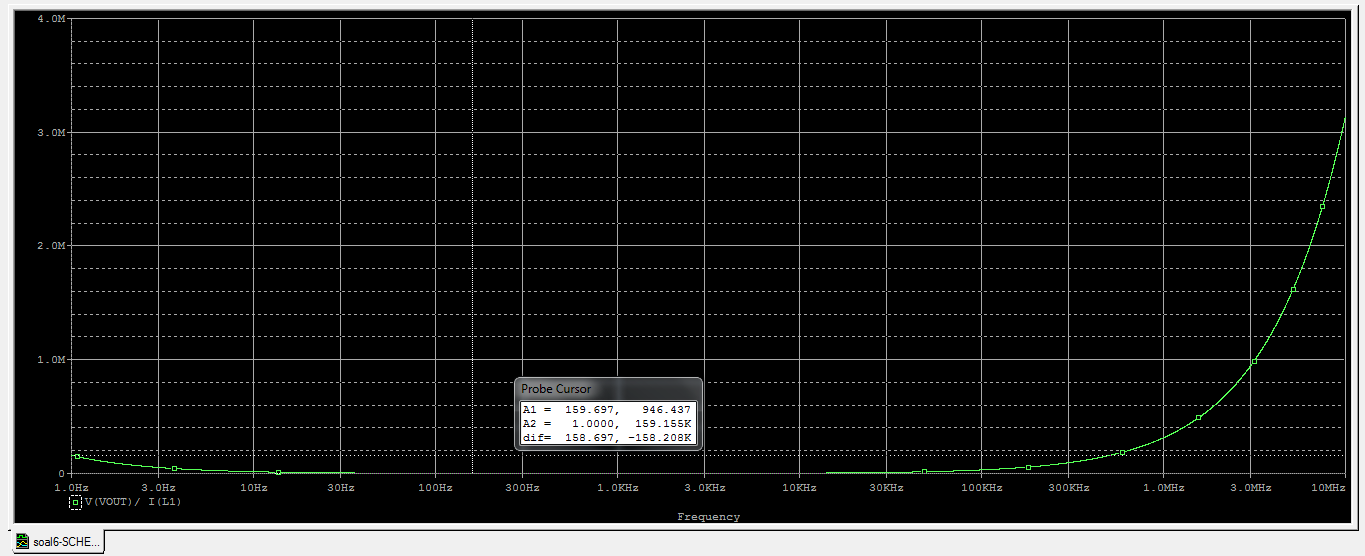 4.0M
3.0M
2.0M
1.0M
0
Probe Cursor
A1 = 159.697, 946.437
A2 = 1.0000, 159.155K
dif= 158.697, -158.208K
1.0Hz 3.0Hz 10Hz 30Hz 100Hz 300Hz 1.0KHz 3.0KHz 10KHz 30KHz 100KHz 300KHz 1.0MHz 3.0MHz 10MHz
V(VOUT)/ I(L1)
Frequency
soal6-SCHE...